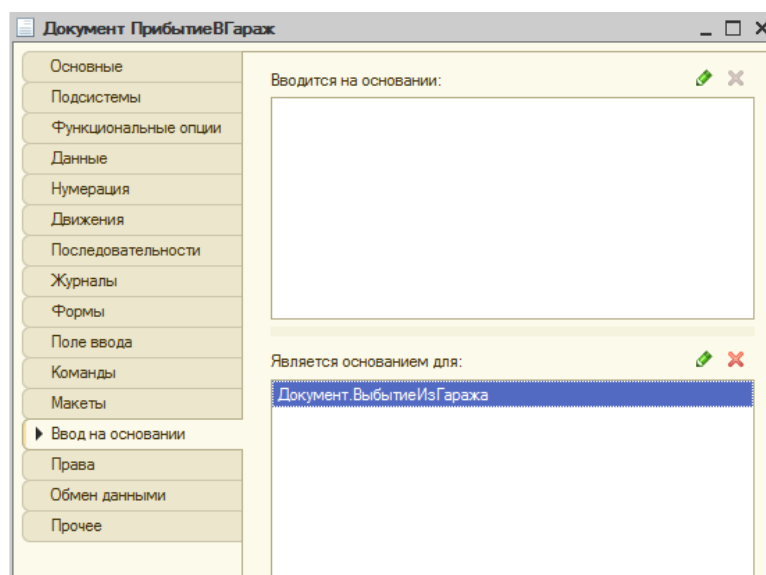 Документ ПрибытиеВГараж
Основные
Подсистемы
Функциональные опции
Данные
Нумерация
Движения
Последовательности
Журналы
Формы
Поле ввода
Команды
Макеты
Ввод на основании
Права
Обмен данными
Прочее
Вводится на основании:
Является основанием для:
Документ.ВыбытиеИзГаража